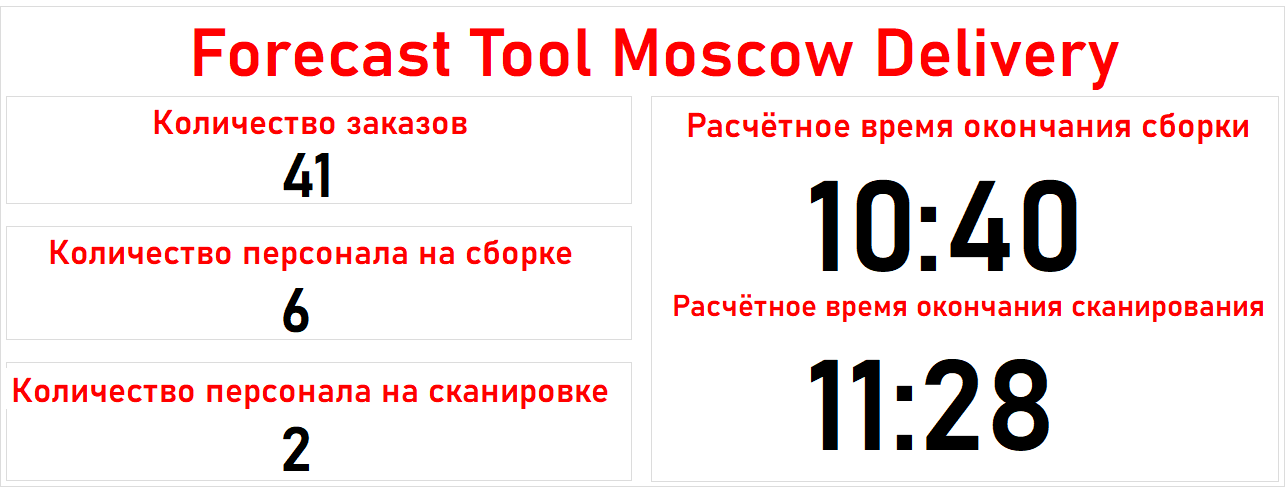 Forecast Tool Moscow Delivery
Количество заказов
41
Количество персонала на сборке
6
Количество персонала на сканировке
2
Расчётное время окончания сборки
10:40
Расчётное время окончания сканирования
11:28